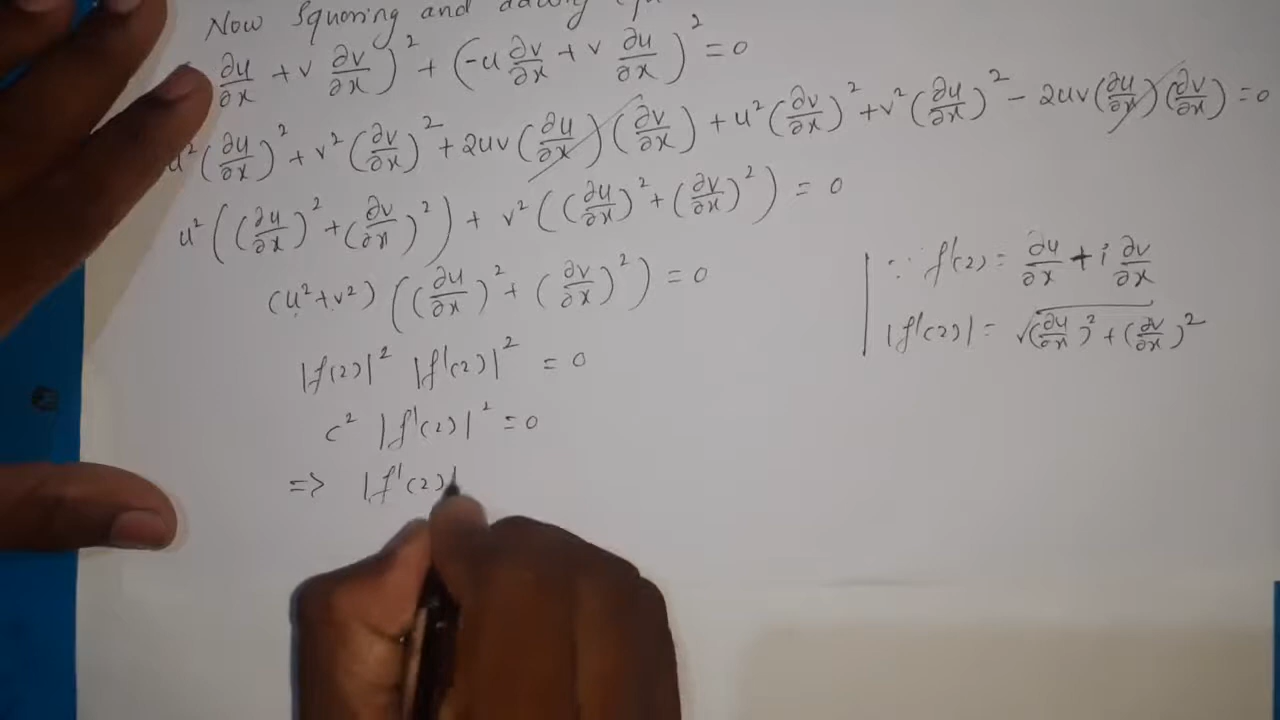 Now Squaring and adding
∂u/∂x + v ∂v/∂x)² + (-u ∂v/∂x + v ∂u/∂x)² = 0
u²(∂u/∂x)² + v²(∂v/∂x)² + 2uv(∂u/∂x)(∂v/∂x) + u²(∂v/∂x)² + v²(∂u/∂x)² - 2uv(∂u/∂x)(∂v/∂x) = 0
u²((∂u/∂x)² + (∂v/∂x)²) + v²((∂u/∂x)² + (∂v/∂x)²) = 0
(u²+v²)((∂u/∂x)² + (∂v/∂x)²) = 0
|f(z)|² |f'(z)|² = 0
c² |f'(z)|² = 0
=> |f'(z)|
∵ f'(z) = ∂u/∂x + i ∂v/∂x
|f'(z)| = √(∂u/∂x)² + (∂v/∂x)²